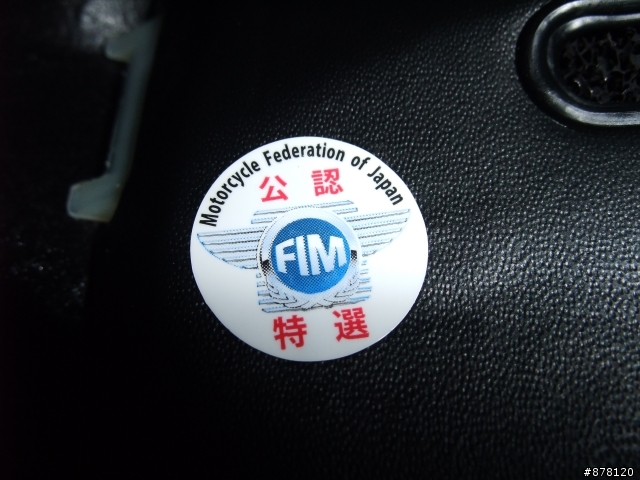 Motorcycle Federation of Japan
公認
FIM
特選
#878120